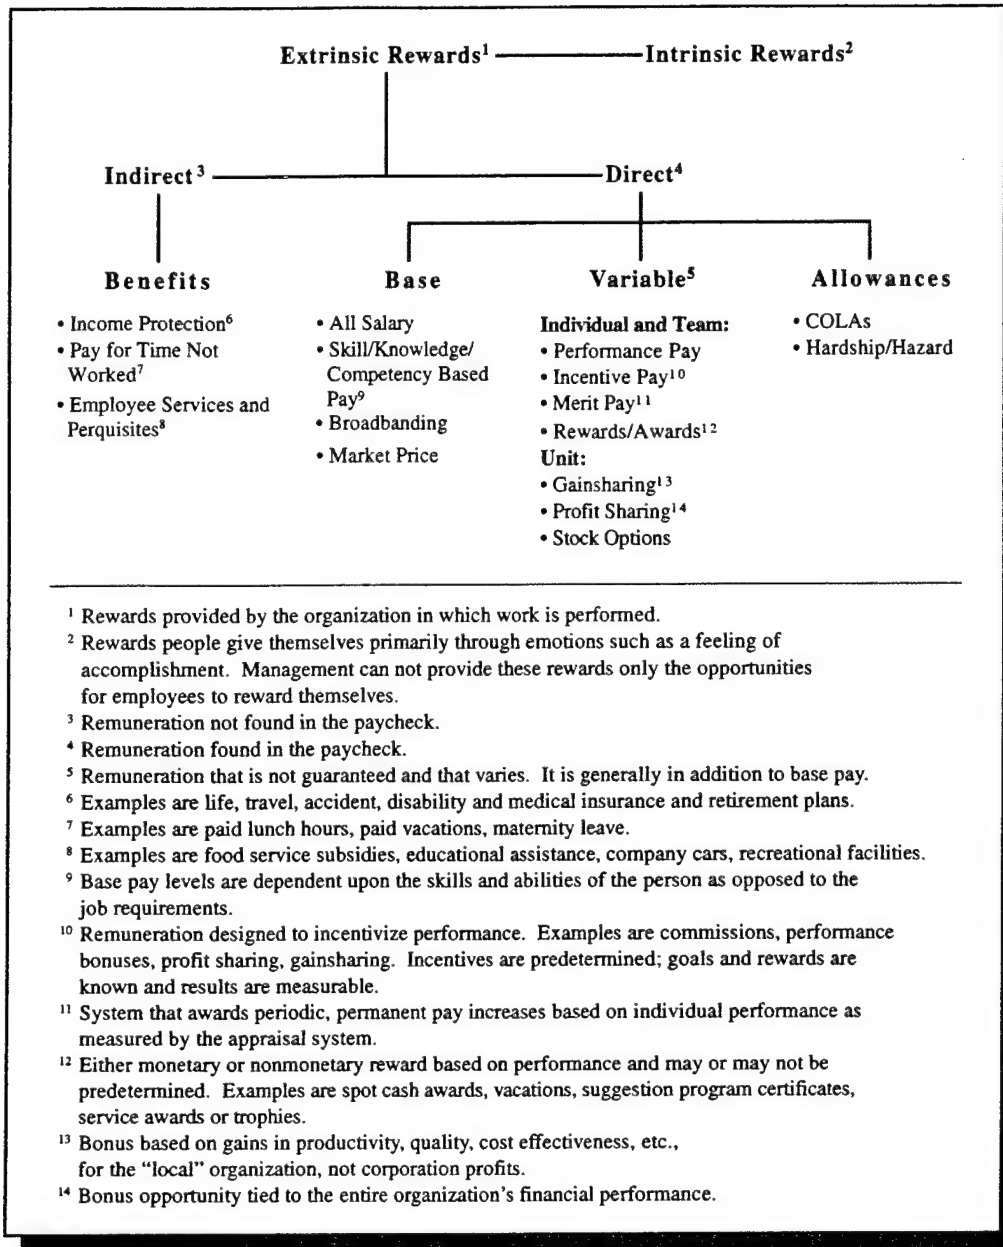 Extrinsic Rewards¹ Intrinsic Rewards²
Indirect³ Direct⁴
Benefits Base Variable⁵ Allowances
• Income Protection⁶
• Pay for Time Not
Worked⁷
• Employee Services and
Perquisites⁸
• All Salary
• Skill/Knowledge/
Competency Based
Pay⁹
• Broadbanding
• Market Price
Individual and Team:
• Performance Pay
• Incentive Pay¹⁰
• Merit Pay¹¹
• Rewards/Awards¹²
Unit:
• Gainsharing¹³
• Profit Sharing¹⁴
• Stock Options
• COLAs
• Hardship/Hazard
¹ Rewards provided by the organization in which work is performed.
² Rewards people give themselves primarily through emotions such as a feeling of
accomplishment. Management can not provide these rewards only the opportunities
for employees to reward themselves.
³ Remuneration not found in the paycheck.
⁴ Remuneration found in the paycheck.
⁵ Remuneration that is not guaranteed and that varies. It is generally in addition to base pay.
⁶ Examples are life, travel, accident, disability and medical insurance and retirement plans.
⁷ Examples are paid lunch hours, paid vacations, maternity leave.
⁸ Examples are food service subsidies, educational assistance, company cars, recreational facilities.
⁹ Base pay levels are dependent upon the skills and abilities of the person as opposed to the
job requirements.
¹⁰ Remuneration designed to incentivize performance. Examples are commissions, performance
bonuses, profit sharing, gainsharing. Incentives are predetermined; goals and rewards are
known and results are measurable.
¹¹ System that awards periodic, permanent pay increases based on individual performance as
measured by the appraisal system.
¹² Either monetary or nonmonetary reward based on performance and may or may not be
predetermined. Examples are spot cash awards, vacations, suggestion program certificates,
service awards or trophies.
¹³ Bonus based on gains in productivity, quality, cost effectiveness, etc.,
for the “local” organization, not corporation profits.
¹⁴ Bonus opportunity tied to the entire organization’s financial performance.